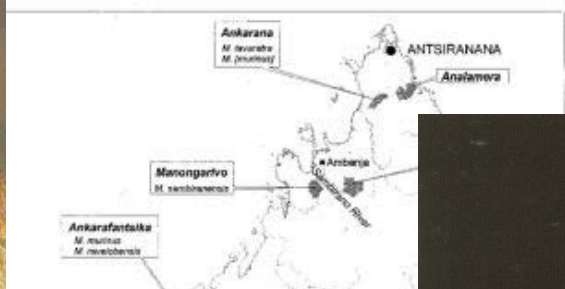 Ankarana
M. tavaratra
M. [murinus]
ANTSIRANANA
Analamera
Ambanja
Manongarivo
M. sambiranensis
Sambirano River
Ankarafantsika
M. murinus
M. ravelobensis